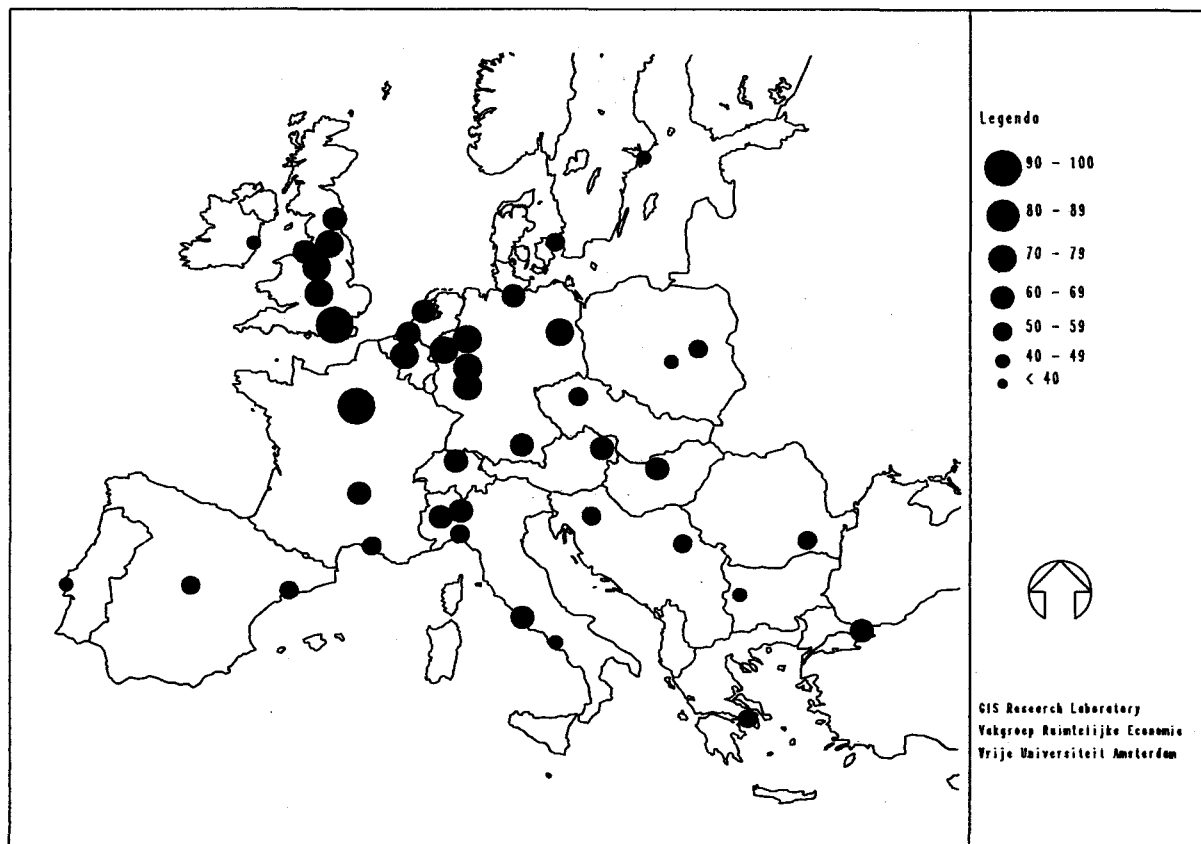 Legenda
90 - 100
80 - 89
70 - 79
60 - 69
50 - 59
40 - 49
< 40
GIS Research Laboratory
Vakgroep Ruimtelijke Economie
Vrije Universiteit Amsterdam